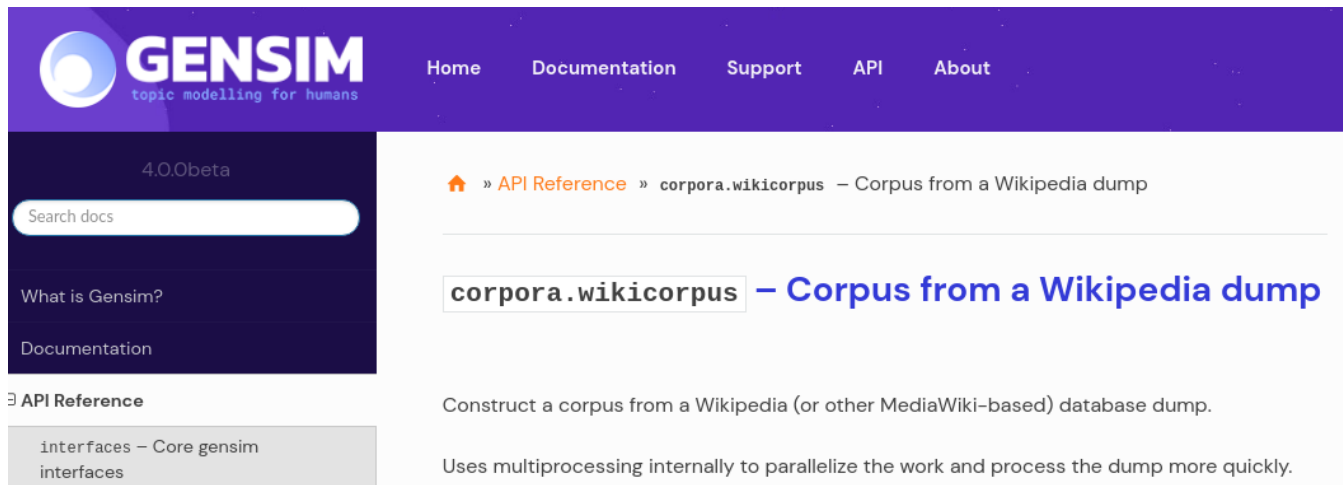 GENSIM
topic modelling for humans
Home Documentation Support API About
4.0.0beta
Search docs
What is Gensim?
Documentation
API Reference
interfaces – Core gensim
interfaces
» API Reference » corpora.wikicorpus – Corpus from a Wikipedia dump
corpora.wikicorpus – Corpus from a Wikipedia dump
Construct a corpus from a Wikipedia (or other MediaWiki-based) database dump.
Uses multiprocessing internally to parallelize the work and process the dump more quickly.